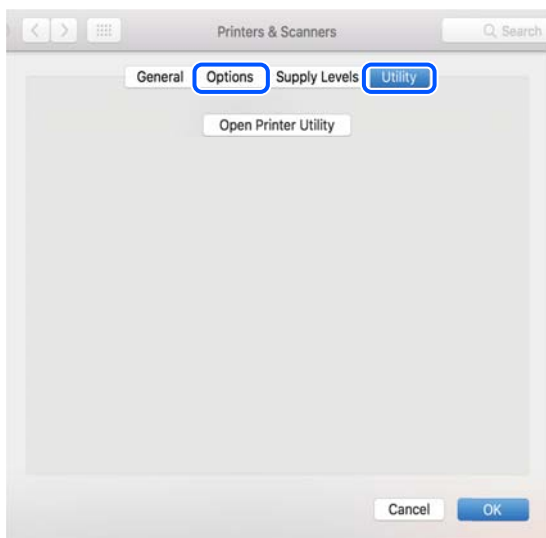 Printers & Scanners
Search
General Options Supply Levels Utility
Open Printer Utility
Cancel OK